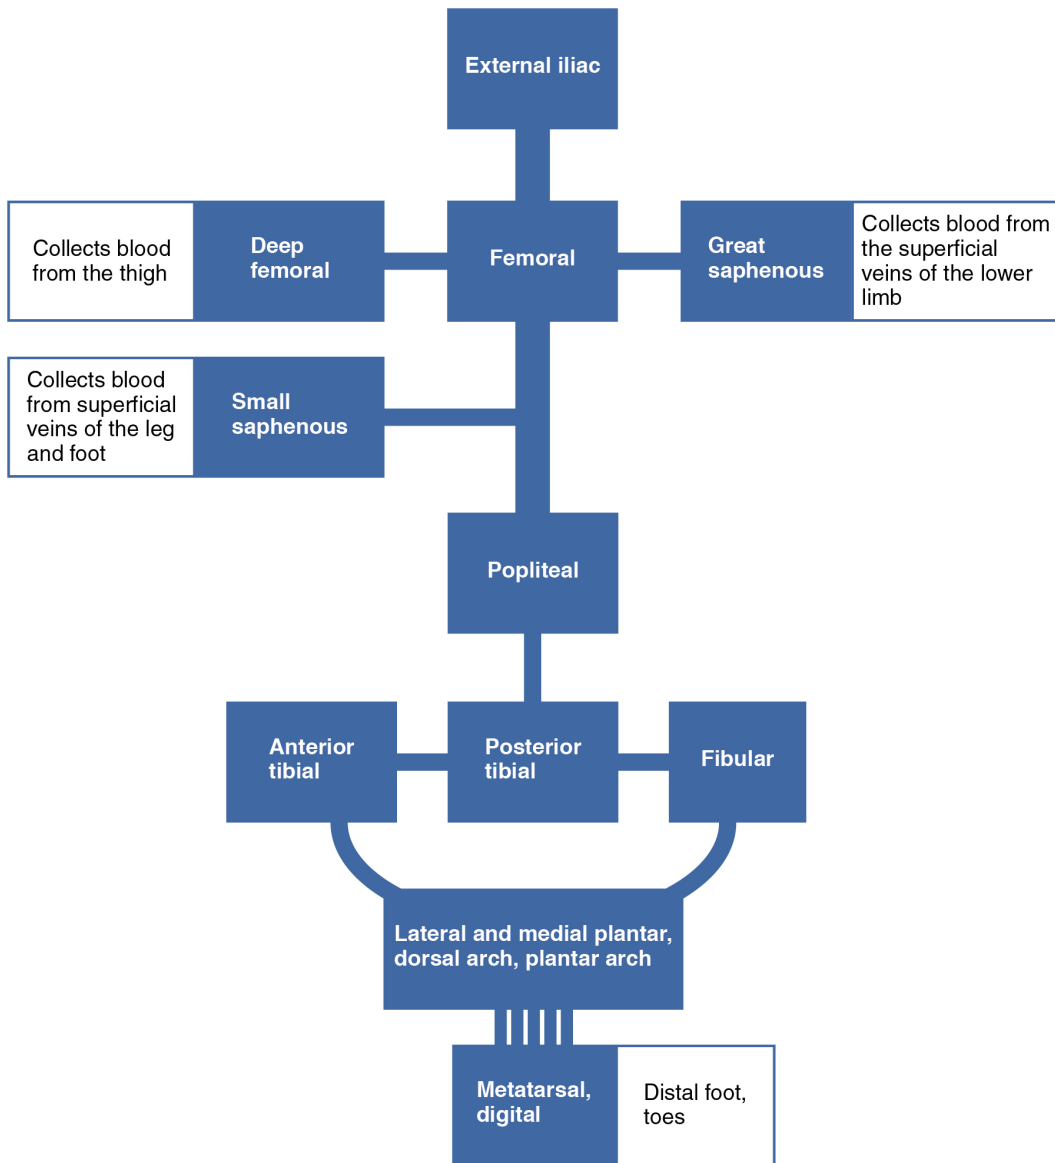 External iliac
Collects blood
from the thigh
Deep
femoral
Femoral
Great
saphenous
Collects blood from
the superficial
veins of the lower
limb
Collects blood
from superficial
veins of the leg
and foot
Small
saphenous
Popliteal
Anterior
tibial
Posterior
tibial
Fibular
Lateral and medial plantar,
dorsal arch, plantar arch
Metatarsal,
digital
Distal foot,
toes